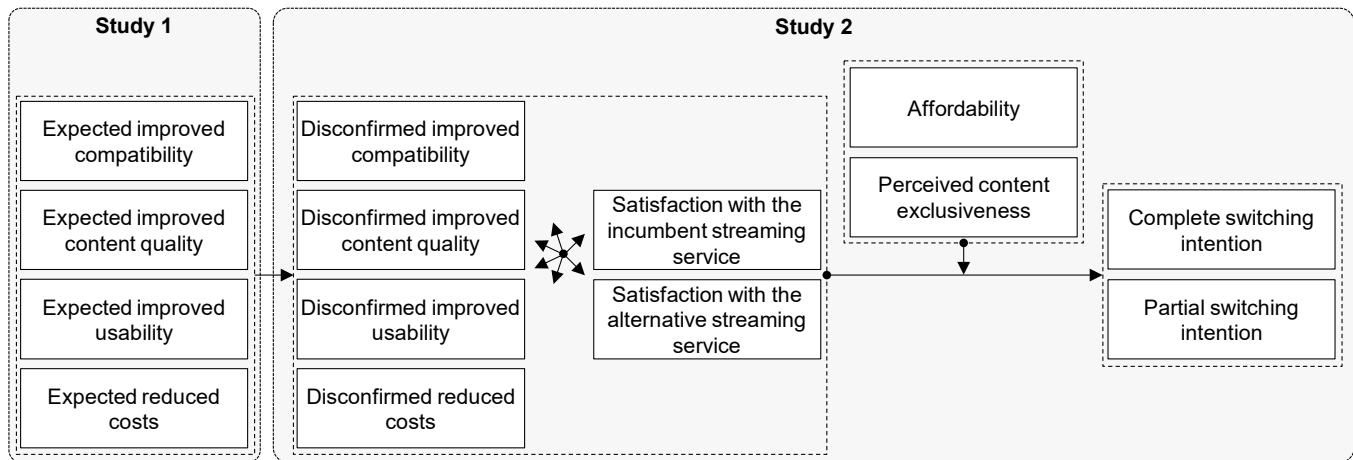 Study 1
Expected improved
compatibility
Expected improved
content quality
Expected improved
usability
Expected reduced
costs
Study 2
Disconfirmed improved
compatibility
Disconfirmed improved
content quality
Disconfirmed improved
usability
Disconfirmed reduced
costs
Satisfaction with the
incumbent streaming
service
Satisfaction with the
alternative streaming
service
Affordability
Perceived content
exclusiveness
Complete switching
intention
Partial switching
intention